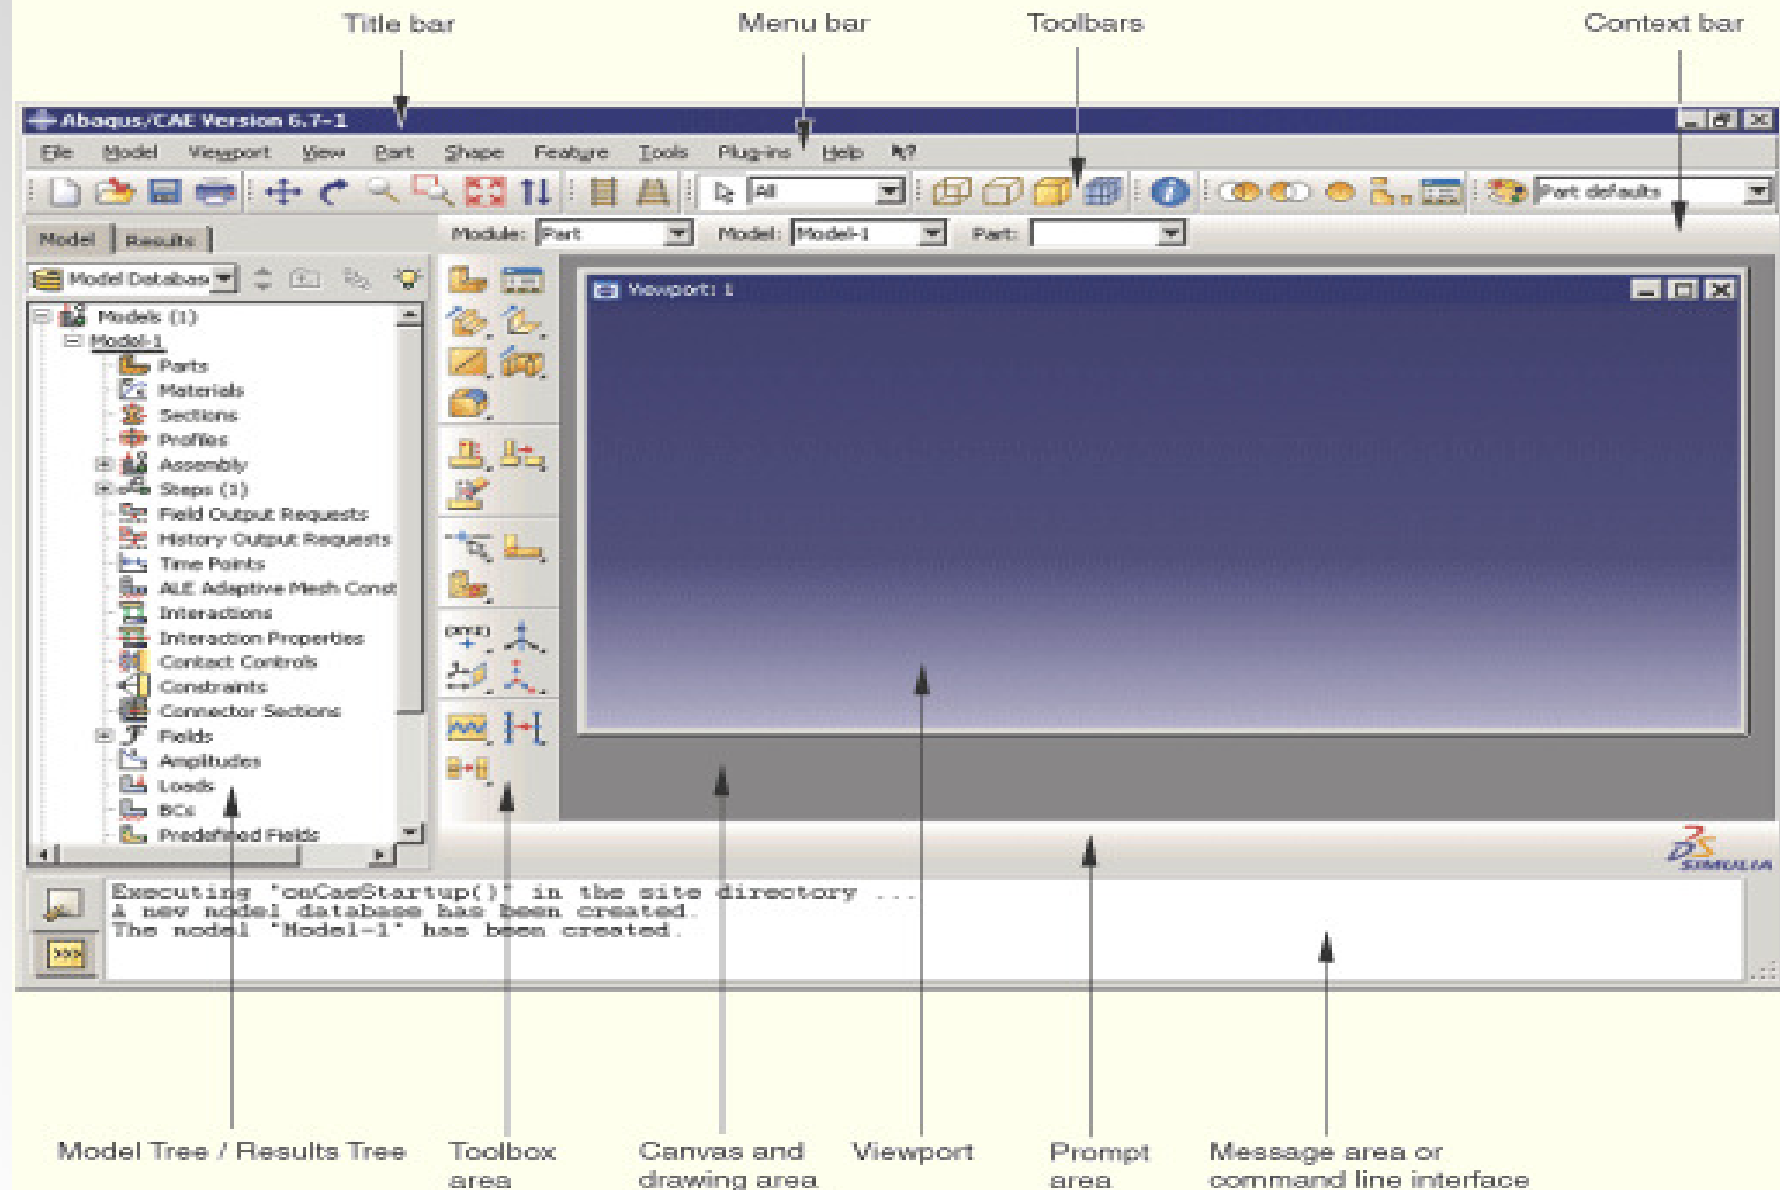 Title bar
Menu bar
Toolbars
Context bar
Abaqus/CAE Version 6.7-1
File Model Viewport View Part Shape Feature Tools Plug-ins Help
All
Part defaults
Model Results
Module: Part Model: Model-1 Part:
Model Databas
Viewport: 1
Models (1)
Model-1
Parts
Materials
Sections
Profiles
Assembly
Steps (1)
Field Output Requests
History Output Requests
Time Points
ALE Adaptive Mesh Const
Interactions
Interaction Properties
Contact Controls
Constraints
Connector Sections
Fields
Amplitudes
Loads
BCs
Predefined Fields
(XYZ)
SIMULIA
Executing "onCaeStartup()" in the site directory ...
A new model database has been created.
The model "Model-1" has been created.
>>>
Model Tree / Results Tree
Toolbox
area
Canvas and
drawing area
Viewport
Prompt
area
Message area or
command line interface